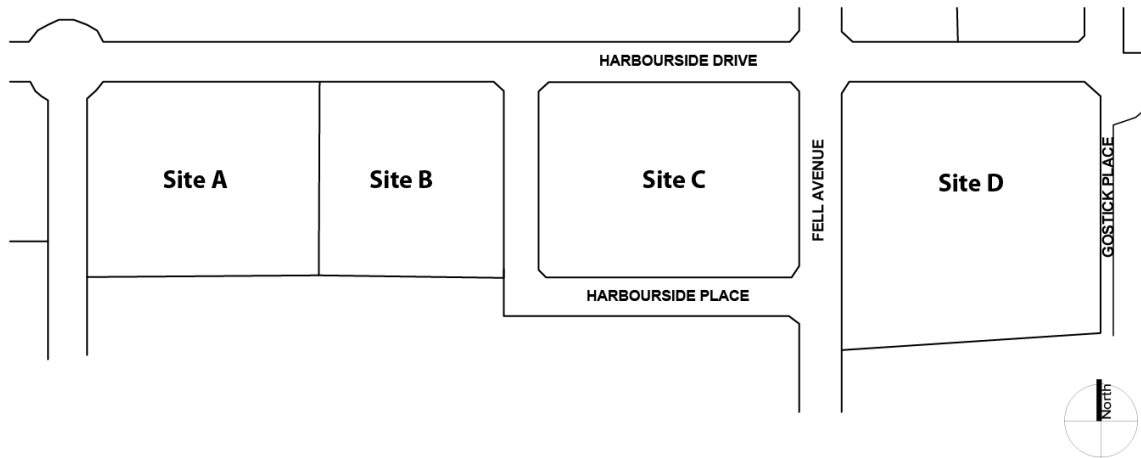 HARBOURSIDE DRIVE
Site A
Site B
Site C
FELL AVENUE
Site D
GOSTICK PLACE
HARBOURSIDE PLACE
North